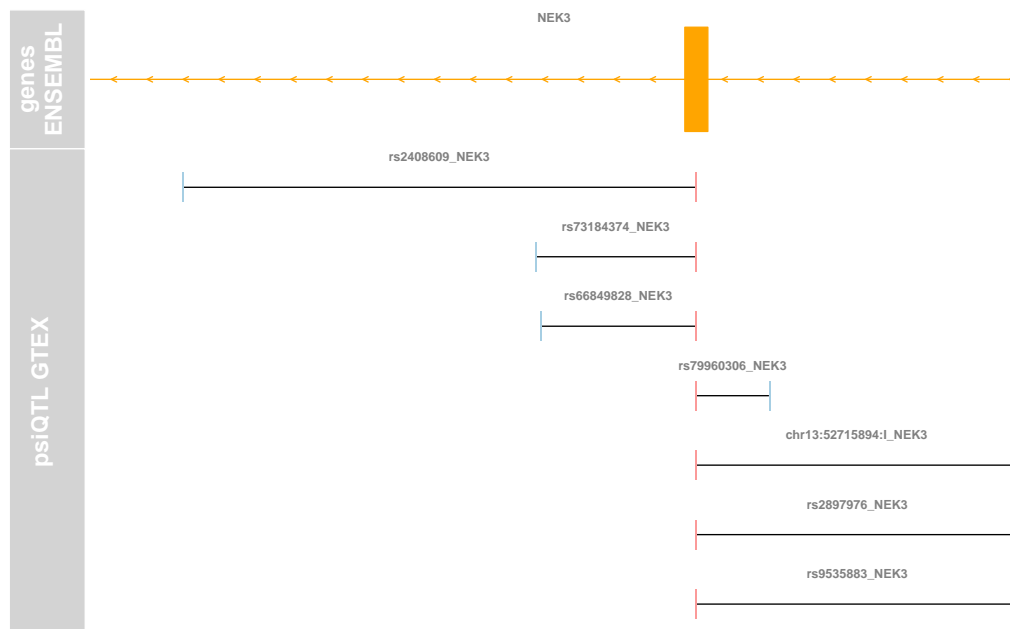 genes
ENSEMBL
NEK3
psiQTL GTEX
rs2408609_NEK3
rs73184374_NEK3
rs66849828_NEK3
rs79960306_NEK3
chr13:52715894:I_NEK3
rs2897976_NEK3
rs9535883_NEK3